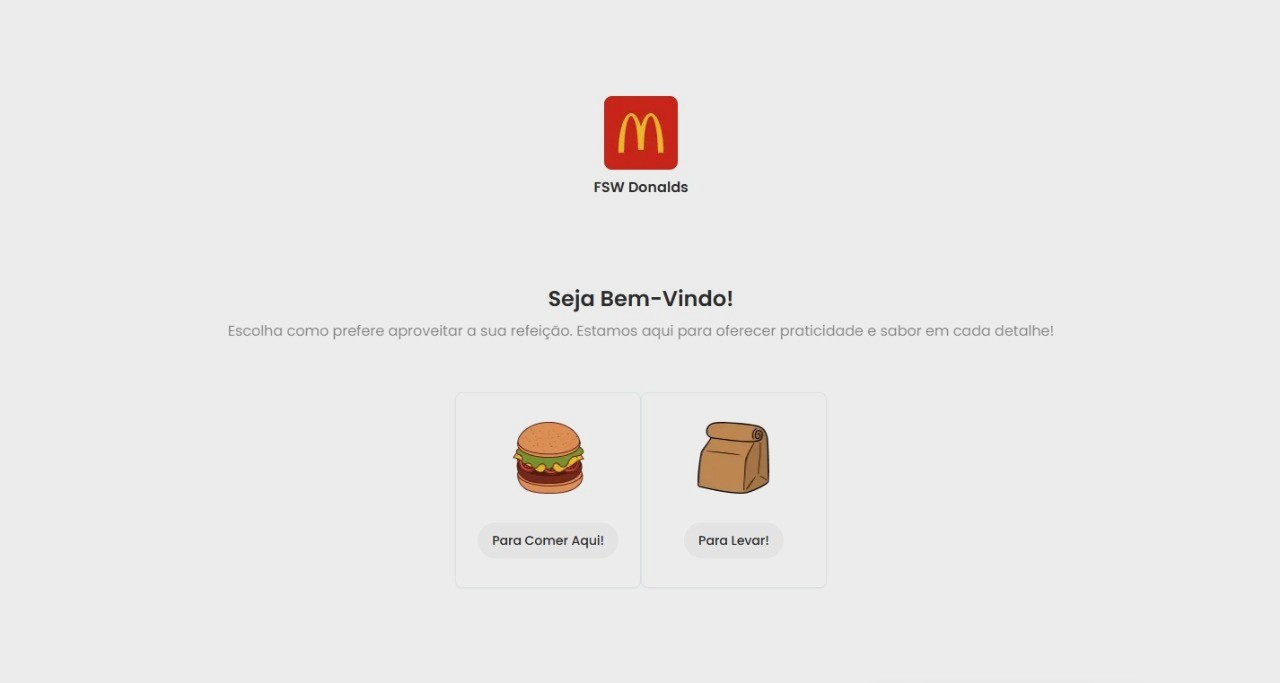 FSW Donalds
Seja Bem-Vindo!
Escolha como prefere aproveitar a sua refeição. Estamos aqui para oferecer praticidade e sabor em cada detalhe!
Para Comer Aqui!
Para Levar!